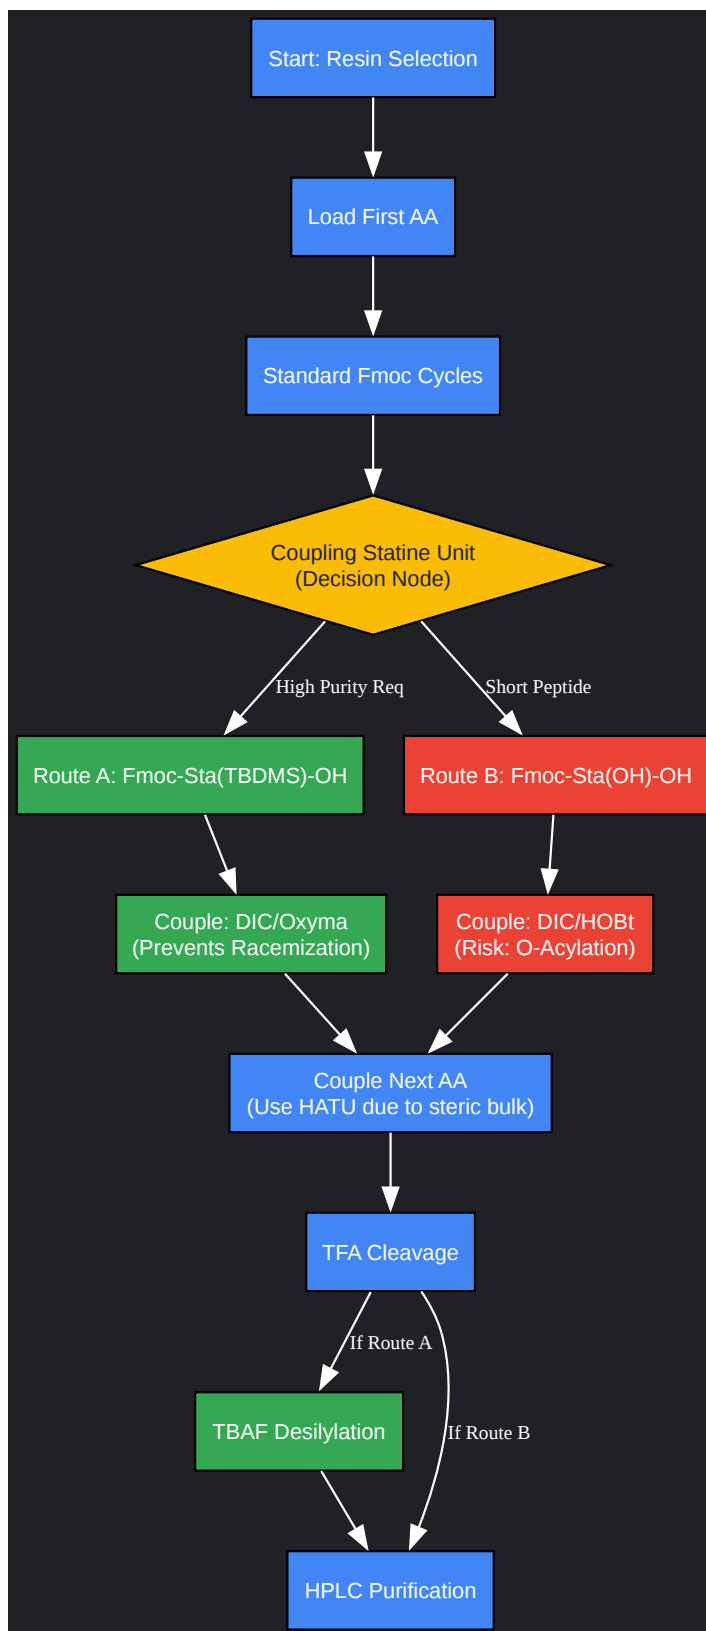 Start: Resin Selection
Load First AA
Standard Fmoc Cycles
Coupling Statine Unit
(Decision Node)
High Purity Req
Short Peptide
Route A: Fmoc-Sta(TBDMS)-OH
Route B: Fmoc-Sta(OH)-OH
Couple: DIC/Oxyma
(Prevents Racemization)
Couple: DIC/HOBt
(Risk: O-Acylation)
Couple Next AA
(Use HATU due to steric bulk)
TFA Cleavage
If Route A
TBAF Desilylation
If Route B
HPLC Purification